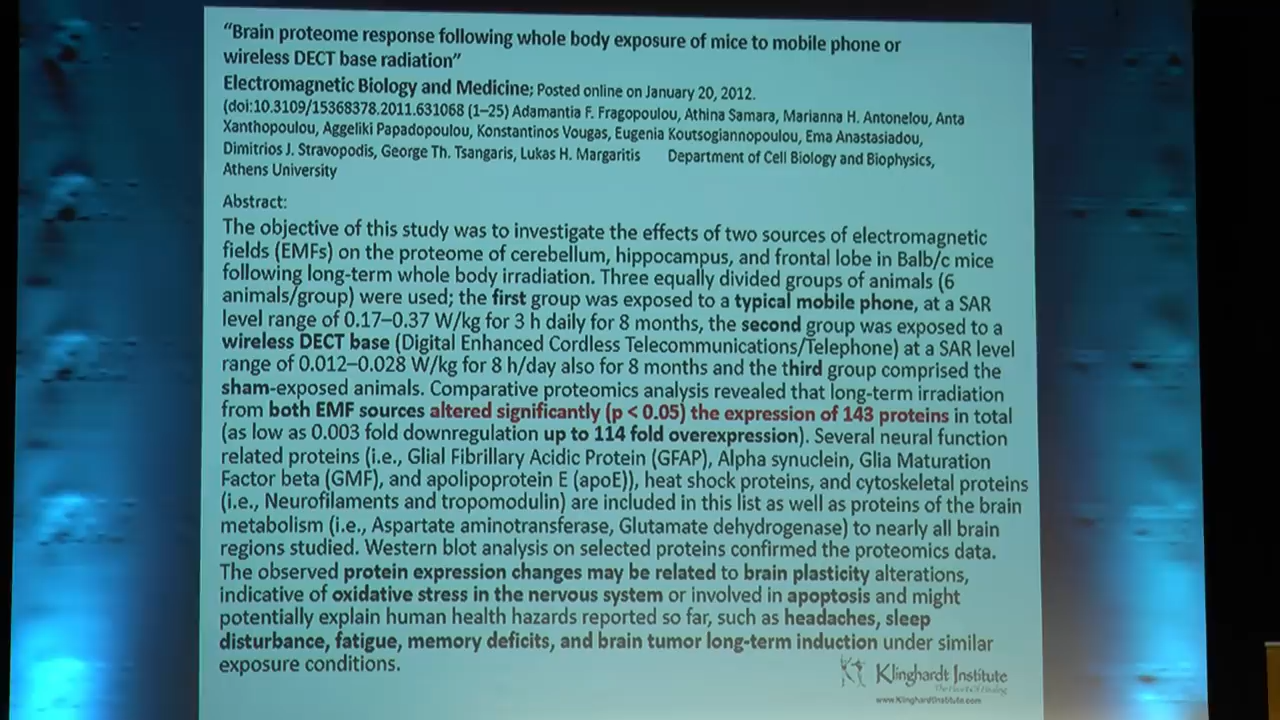 “Brain proteome response following whole body exposure of mice to mobile phone or
wireless DECT base radiation”
Electromagnetic Biology and Medicine; Posted online on January 20, 2012.
(doi:10.3109/15368378.2011.631068 (1–25) Adamantia F. Fragopoulou, Athina Samara, Marianna H. Antonelou, Anta
Xanthopoulou, Aggeliki Papadopoulou, Konstantinos Vougas, Eugenia Koutsogiannopoulou, Ema Anastasiadou,
Dimitrios J. Stravopodis, George Th. Tsangaris, Lukas H. Margaritis Department of Cell Biology and Biophysics,
Athens University
Abstract:
The objective of this study was to investigate the effects of two sources of electromagnetic
fields (EMFs) on the proteome of cerebellum, hippocampus, and frontal lobe in Balb/c mice
following long-term whole body irradiation. Three equally divided groups of animals (6
animals/group) were used; the first group was exposed to a typical mobile phone, at a SAR
level range of 0.17–0.37 W/kg for 3 h daily for 8 months, the second group was exposed to a
wireless DECT base (Digital Enhanced Cordless Telecommunications/Telephone) at a SAR level
range of 0.012–0.028 W/kg for 8 h/day also for 8 months and the third group comprised the
sham-exposed animals. Comparative proteomics analysis revealed that long-term irradiation
from both EMF sources altered significantly (p < 0.05) the expression of 143 proteins in total
(as low as 0.003 fold downregulation up to 114 fold overexpression). Several neural function
related proteins (i.e., Glial Fibrillary Acidic Protein (GFAP), Alpha synuclein, Glia Maturation
Factor beta (GMF), and apolipoprotein E (apoE)), heat shock proteins, and cytoskeletal proteins
(i.e., Neurofilaments and tropomodulin) are included in this list as well as proteins of the brain
metabolism (i.e., Aspartate aminotransferase, Glutamate dehydrogenase) to nearly all brain
regions studied. Western blot analysis on selected proteins confirmed the proteomics data.
The observed protein expression changes may be related to brain plasticity alterations,
indicative of oxidative stress in the nervous system or involved in apoptosis and might
potentially explain human health hazards reported so far, such as headaches, sleep
disturbance, fatigue, memory deficits, and brain tumor long-term induction under similar
exposure conditions.
Klinghardt Institute
The Heart Of Healing
www.KlinghardtInstitute.com